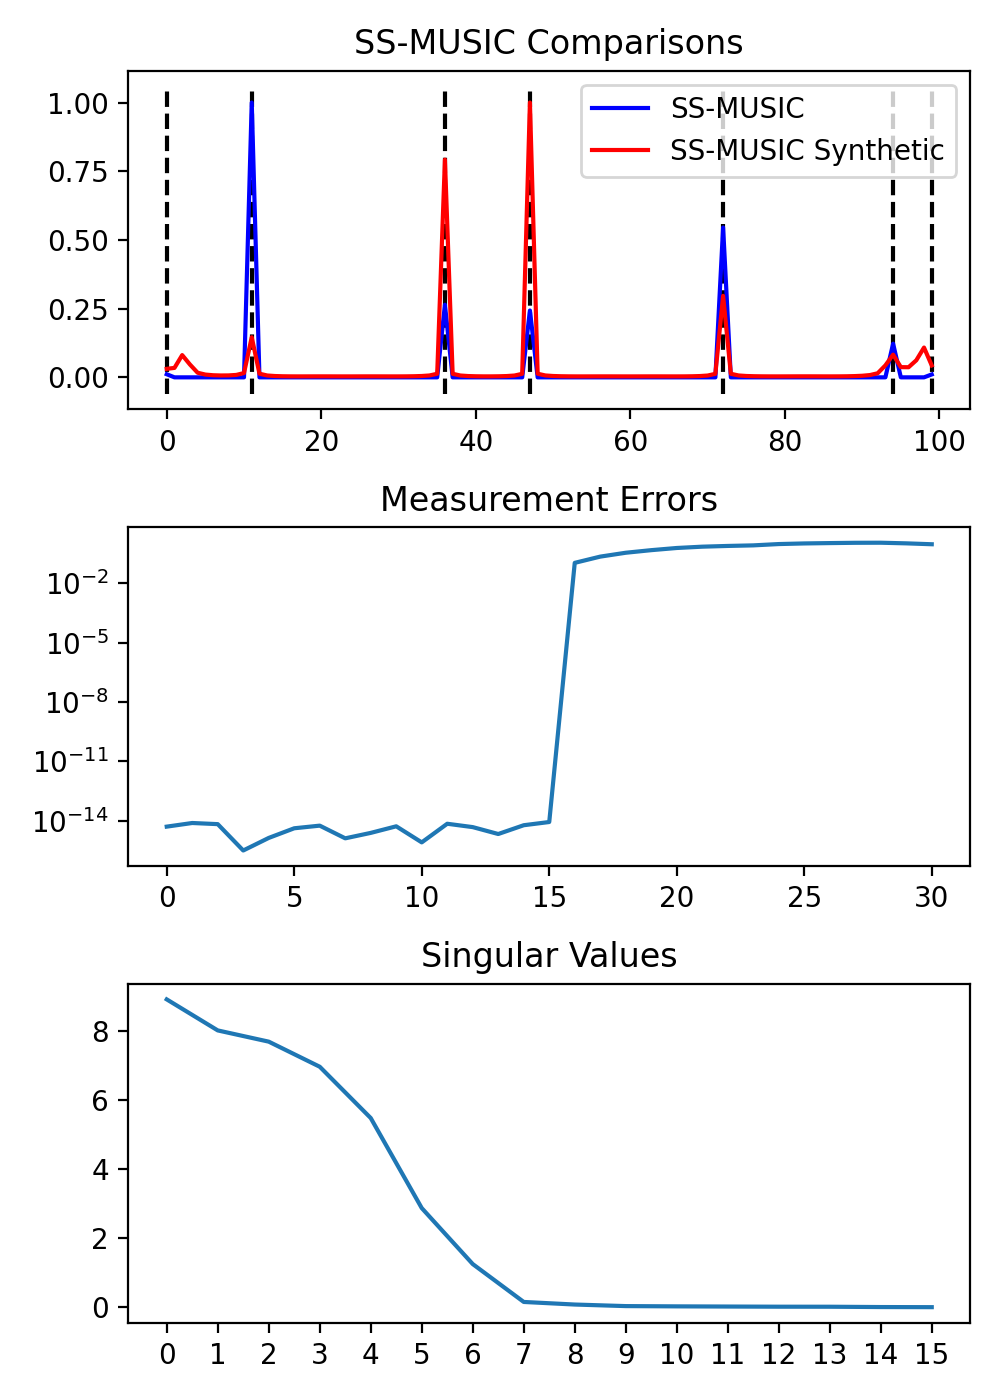 SS-MUSIC Comparisons
1.00
0.75
0.50
0.25
0.00
SS-MUSIC
SS-MUSIC Synthetic
0 20 40 60 80 100
Measurement Errors
10⁻²
10⁻⁵
10⁻⁸
10⁻¹¹
10⁻¹⁴
0 5 10 15 20 25 30
Singular Values
8
6
4
2
0
0 1 2 3 4 5 6 7 8 9 10 11 12 13 14 15